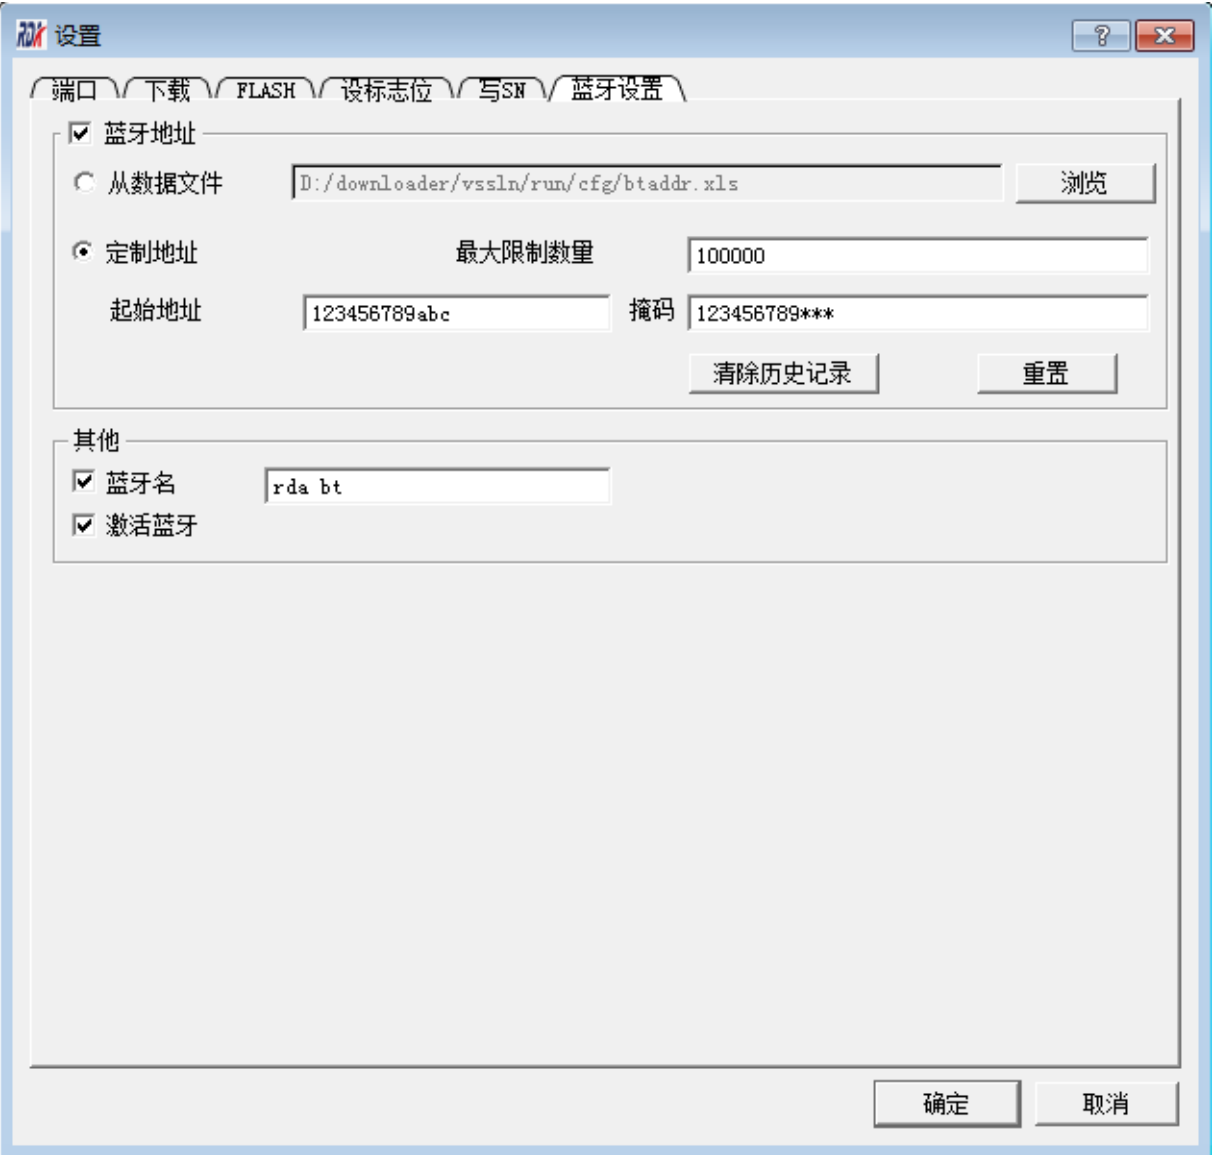 RDA 设置
端口 下载 FLASH 设标志位 写SN 蓝牙设置
蓝牙地址
从数据文件 D:/downloader/vssln/run/cfg/btaddr.xls 浏览
定制地址 最大限制数量 100000
起始地址 123456789abc 掩码 123456789***
清除历史记录 重置
其他
蓝牙名 rda bt
激活蓝牙
确定 取消